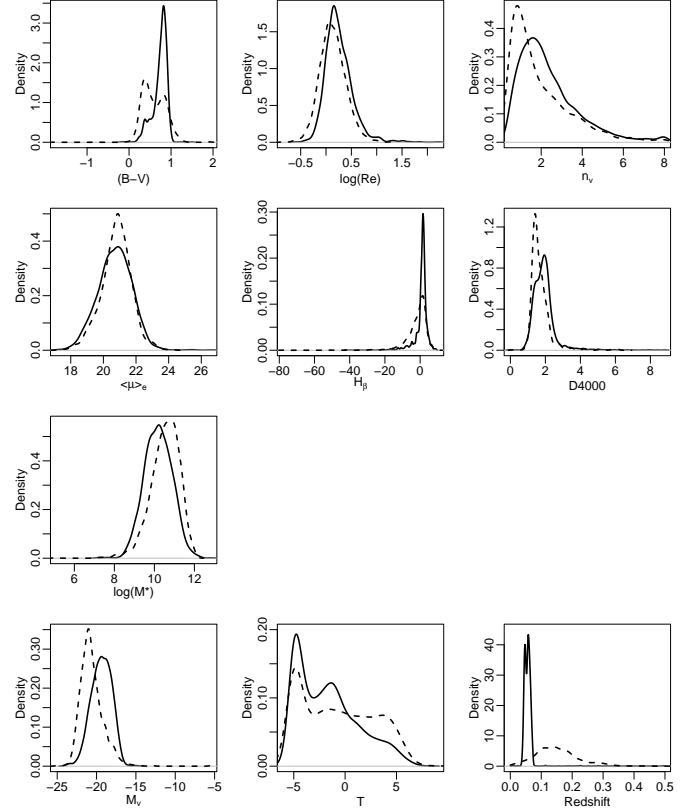 Density
0.0 1.0 2.0 3.0
−1 0 1 2
(B−V)
Density
0.0 0.5 1.0 1.5
−0.5 0.5 1.5
log(Re)
Density
0.0 0.1 0.2 0.3 0.4
2 4 6 8
nᵥ
Density
0.0 0.2 0.4
18 20 22 24 26
<μ>ₑ
Density
0.00 0.10 0.20 0.30
−80 −60 −40 −20 0
Hᵦ
Density
0.0 0.4 0.8 1.2
0 2 4 6 8
D4000
Density
0.0 0.2 0.4
6 8 10 12
log(M*)
Density
0.00 0.10 0.20 0.30
−25 −20 −15 −10 −5
Mᵥ
Density
0.00 0.10 0.20
−5 0 5
T
Density
0 10 20 30 40
0.0 0.1 0.2 0.3 0.4 0.5
Redshift